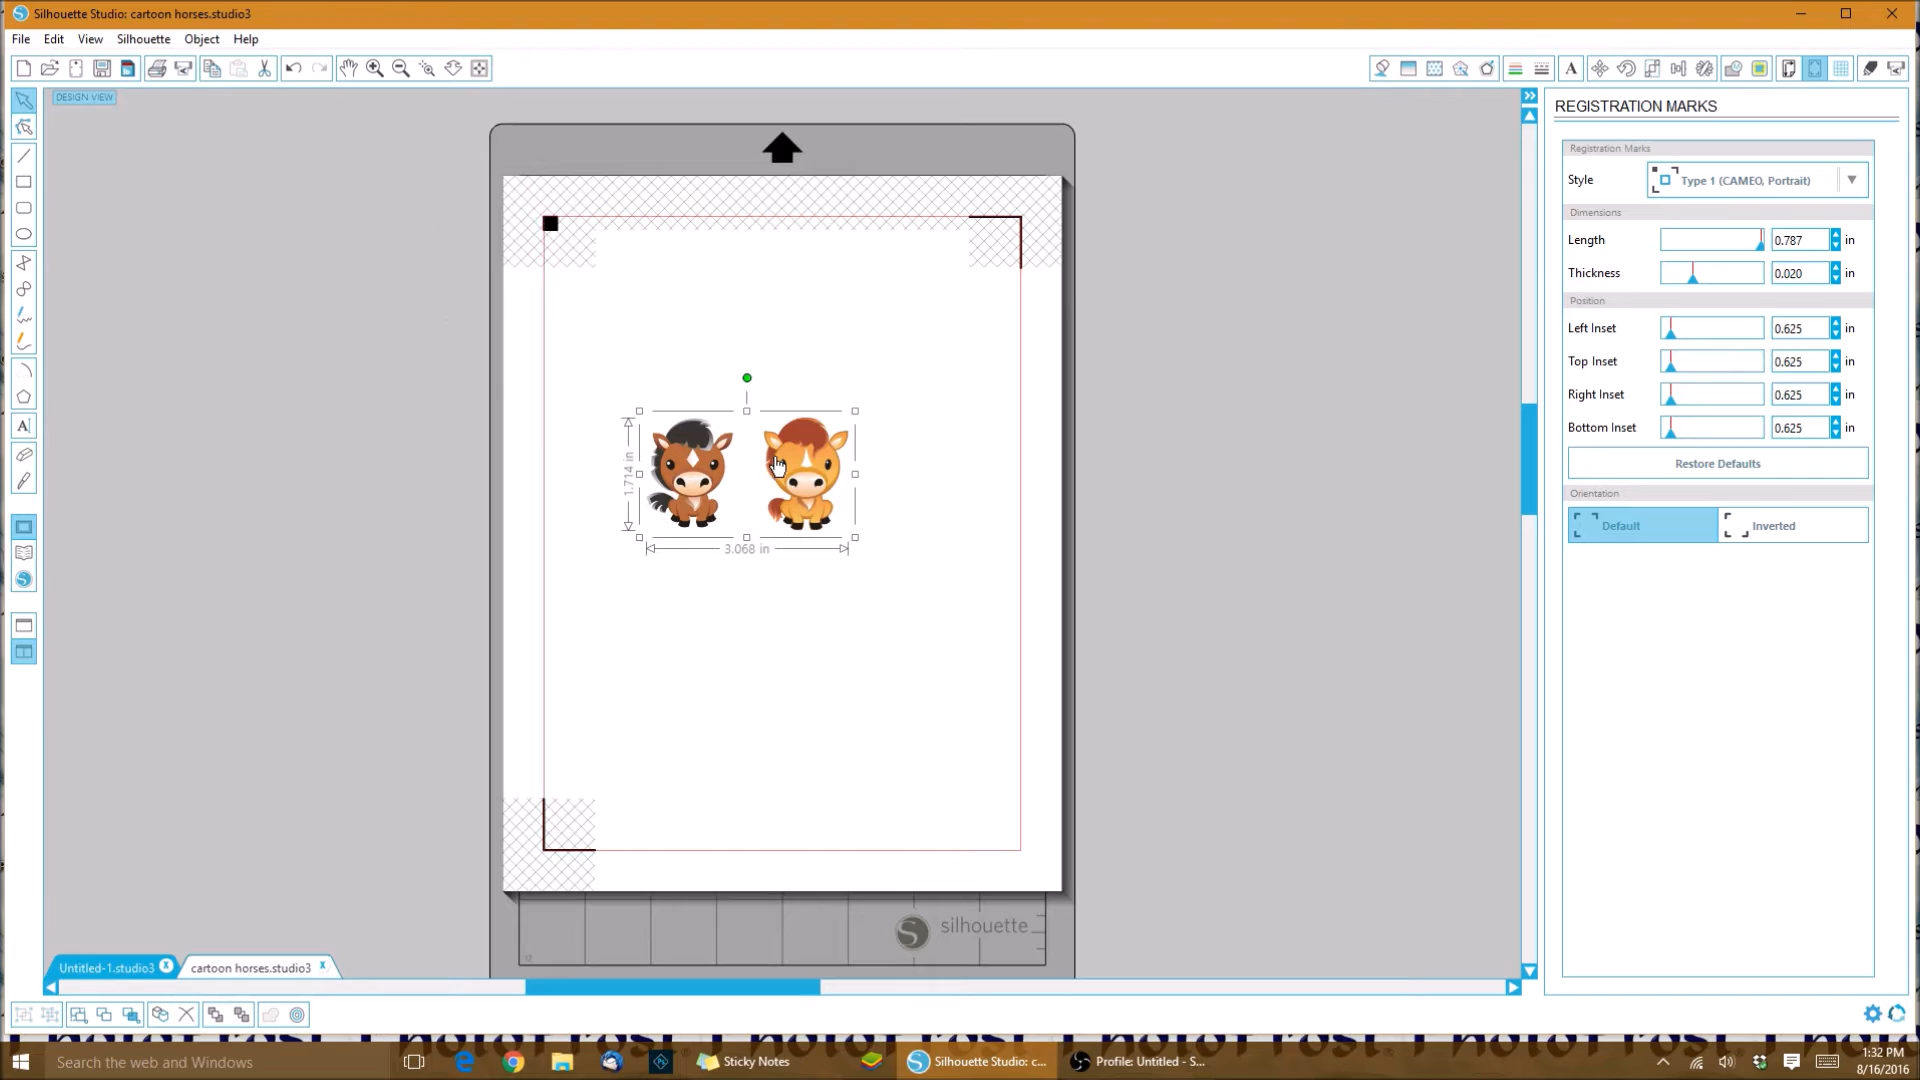 Silhouette Studio: cartoon horses.studio3
File Edit View Silhouette Object Help
DESIGN VIEW
REGISTRATION MARKS
Registration Marks
Style Type 1 (CAMEO, Portrait)
Dimensions
Length 0.787 in
Thickness 0.020 in
Position
Left Inset 0.625 in
Top Inset 0.625 in
Right Inset 0.625 in
Bottom Inset 0.625 in
Restore Defaults
Orientation
Default Inverted
1.714 in
3.068 in
silhouette
Untitled-1.studio3 cartoon horses.studio3
Search the web and Windows
Sticky Notes
Silhouette Studio: c...
Profile: Untitled - S...
1:32 PM
8/16/2016